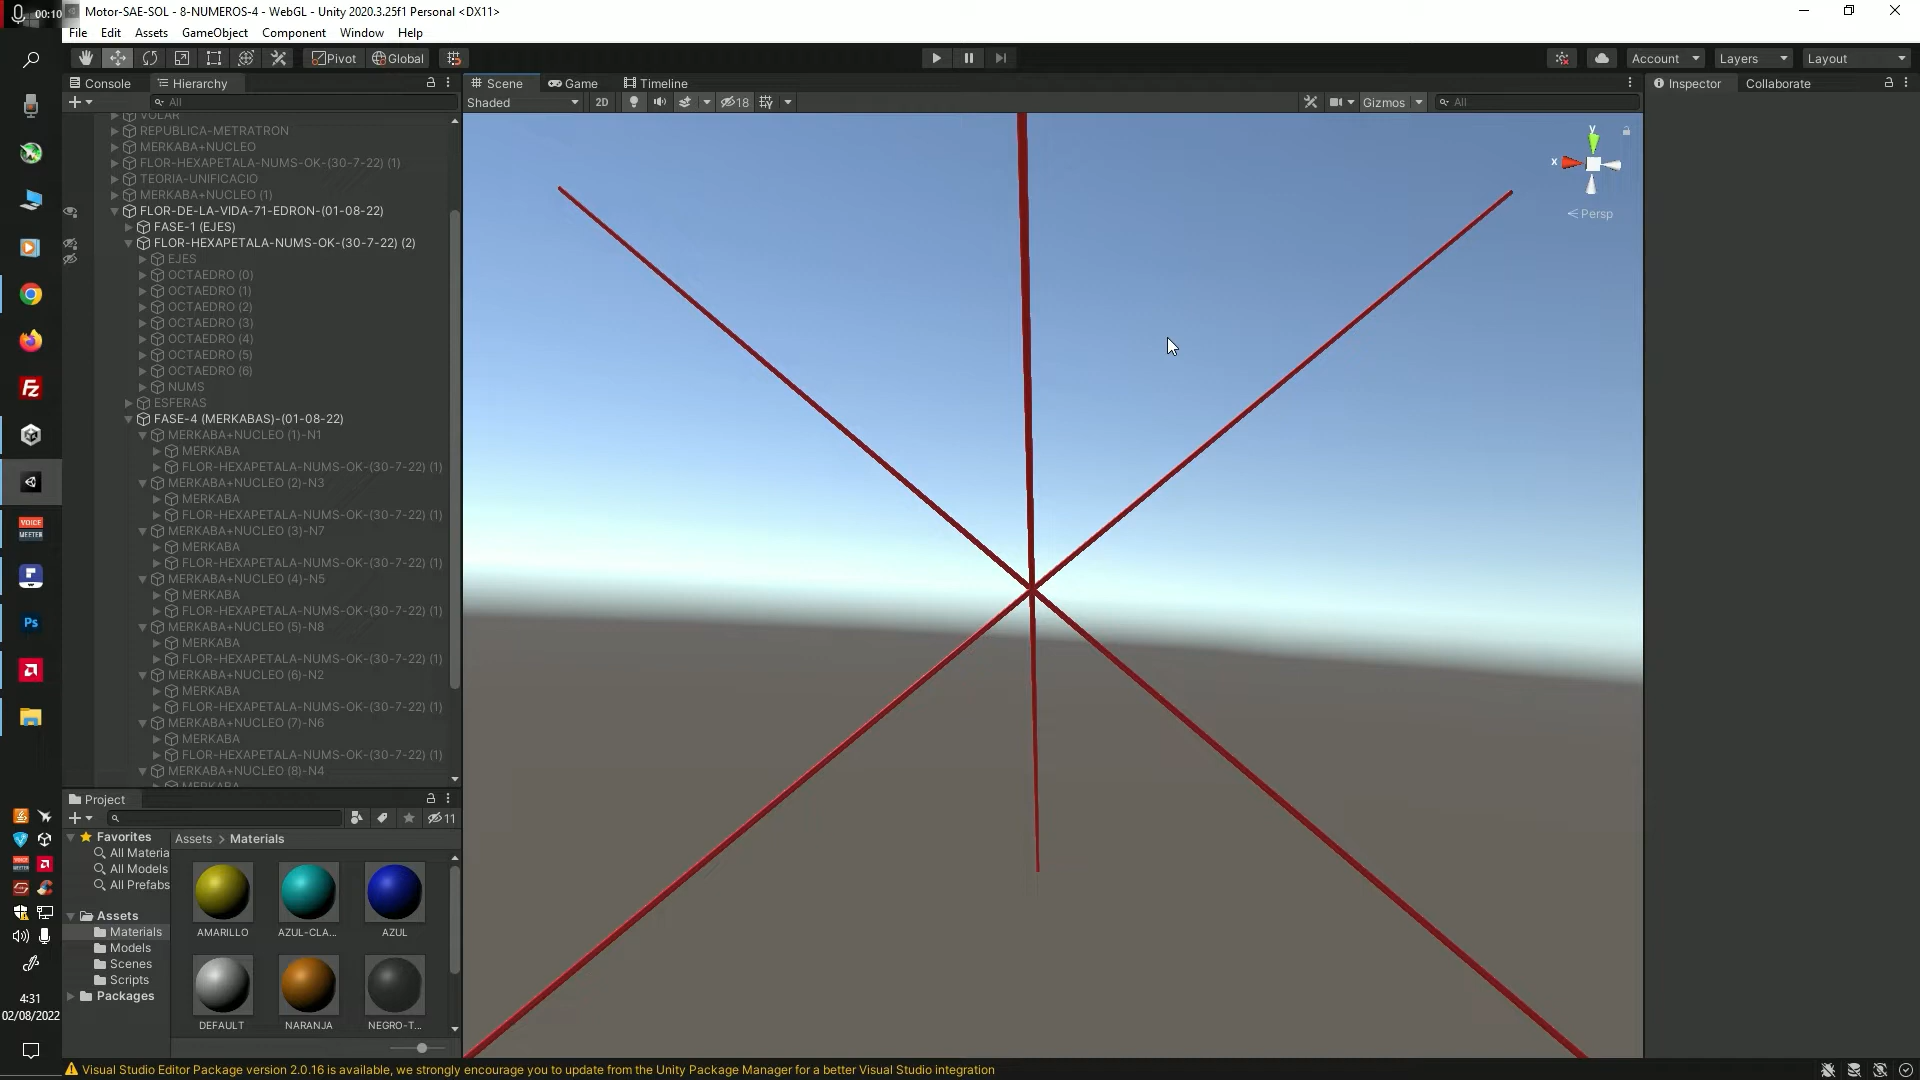 00:10
Motor-SAE-SOL - 8-NUMEROS-4 - WebGL - Unity 2020.3.25f1 Personal <DX11>
File Edit Assets GameObject Component Window Help
Pivot Global Account Layers Layout
Console Hierarchy Scene Game Timeline Inspector Collaborate
All Shaded 2D 18 Gizmos All
VOLAR
REPUBLICA-METRATRON
MERKABA+NUCLEO
FLOR-HEXAPETALA-NUMS-OK-(30-7-22) (1)
TEORIA-UNIFICACIO
MERKABA+NUCLEO (1)
FLOR-DE-LA-VIDA-71-EDRON-(01-08-22)
FASE-1 (EJES)
FLOR-HEXAPETALA-NUMS-OK-(30-7-22) (2)
EJES
OCTAEDRO (0)
OCTAEDRO (1)
OCTAEDRO (2)
OCTAEDRO (3)
OCTAEDRO (4)
OCTAEDRO (5)
OCTAEDRO (6)
NUMS
ESFERAS
FASE-4 (MERKABAS)-(01-08-22)
MERKABA+NUCLEO (1)-N1
MERKABA
FLOR-HEXAPETALA-NUMS-OK-(30-7-22) (1)
MERKABA+NUCLEO (2)-N3
MERKABA
FLOR-HEXAPETALA-NUMS-OK-(30-7-22) (1)
MERKABA+NUCLEO (3)-N7
MERKABA
FLOR-HEXAPETALA-NUMS-OK-(30-7-22) (1)
MERKABA+NUCLEO (4)-N5
MERKABA
FLOR-HEXAPETALA-NUMS-OK-(30-7-22) (1)
MERKABA+NUCLEO (5)-N8
MERKABA
FLOR-HEXAPETALA-NUMS-OK-(30-7-22) (1)
MERKABA+NUCLEO (6)-N2
MERKABA
FLOR-HEXAPETALA-NUMS-OK-(30-7-22) (1)
MERKABA+NUCLEO (7)-N6
MERKABA
FLOR-HEXAPETALA-NUMS-OK-(30-7-22) (1)
MERKABA+NUCLEO (8)-N4
MERKABA
y
x
Persp
Fz
VOICE
MEETER
Ps
Project
11
Favorites
All Materia
All Models
All Prefabs
Assets
Materials
Models
Scenes
Scripts
Packages
Assets > Materials
AMARILLO AZUL-CLA... AZUL
DEFAULT NARANJA NEGRO-T...
4:31
02/08/2022
Visual Studio Editor Package version 2.0.16 is available, we strongly encourage you to update from the Unity Package Manager for a better Visual Studio integration